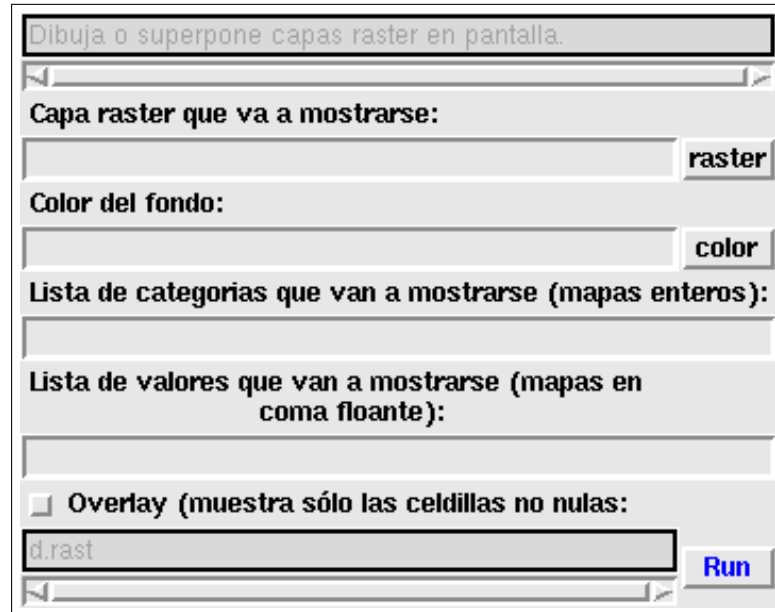 Dibuja o superpone capas raster en pantalla.
Capa raster que va a mostrarse:
raster
Color del fondo:
color
Lista de categorias que van a mostrarse (mapas enteros):
Lista de valores que van a mostrarse (mapas en
coma floante):
Overlay (muestra sólo las celdillas no nulas:
d.rast
Run